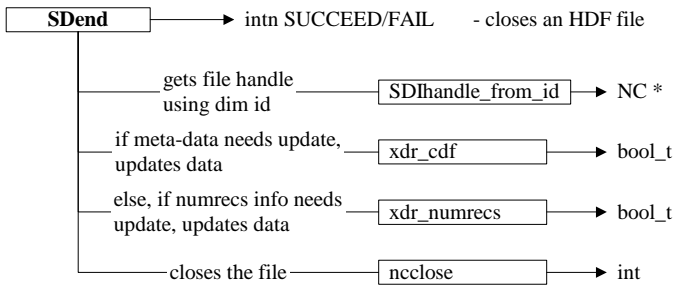 SDend intn SUCCEED/FAIL - closes an HDF file
gets file handle
using dim id
SDIhandle_from_id NC *
if meta-data needs update,
updates data
xdr_cdf bool_t
else, if numrecs info needs
update, updates data
xdr_numrecs bool_t
closes the file ncclose int